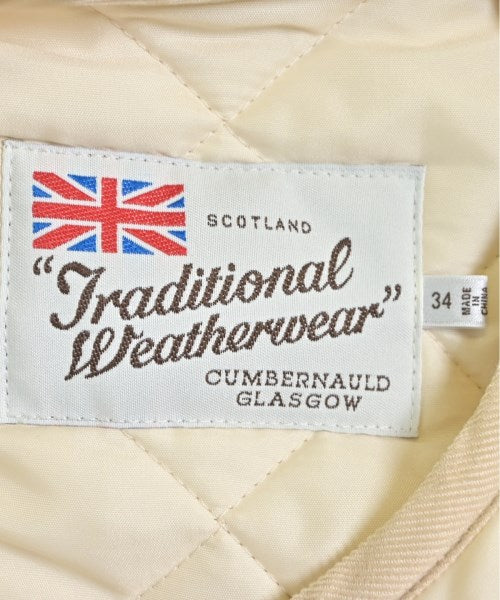 SCOTLAND
"Traditional
Weatherwear"
CUMBERNAULD
GLASGOW
34
MADE
IN
CHINA